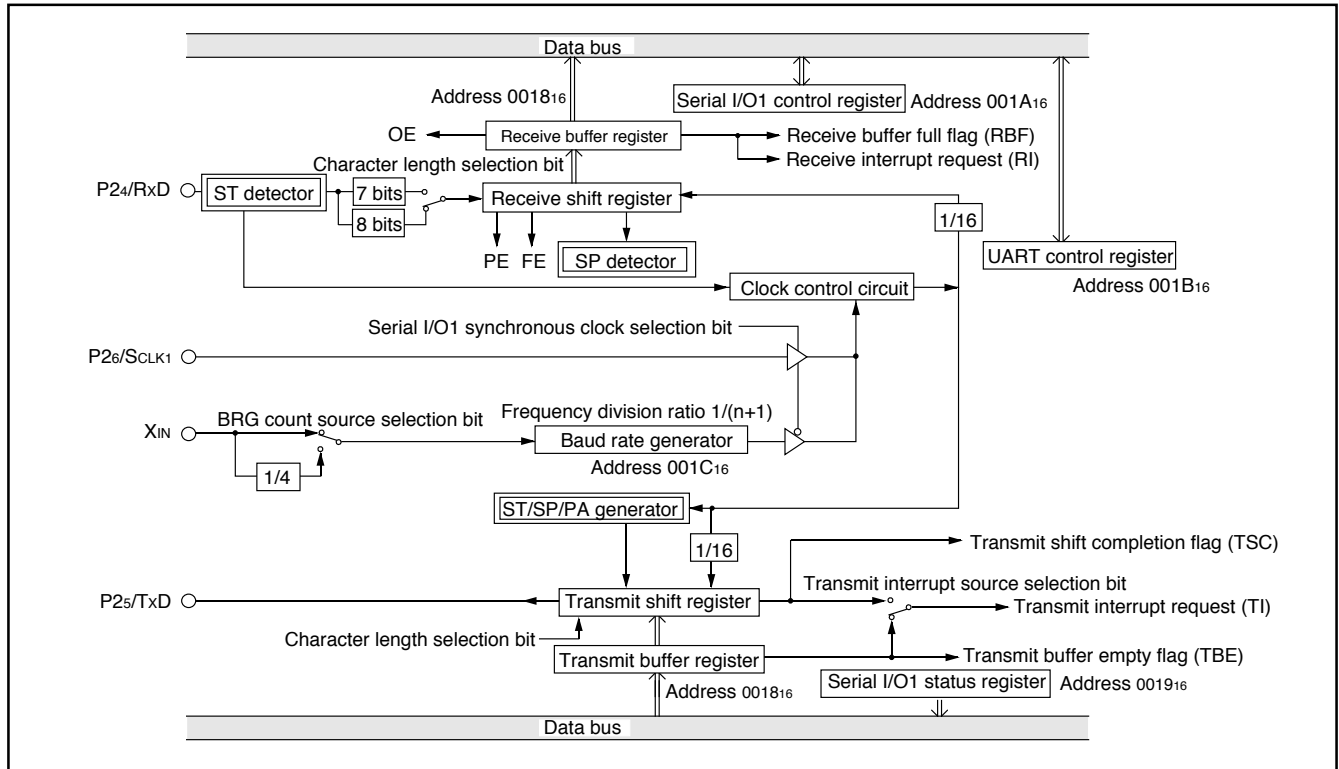 Data bus
Address 001816
Serial I/O1 control register Address 001A16
OE Receive buffer register Receive buffer full flag (RBF)
Receive interrupt request (RI)
Character length selection bit
P24/RxD ST detector 7 bits Receive shift register
8 bits
1/16
PE FE SP detector
UART control register
Address 001B16
Clock control circuit
Serial I/O1 synchronous clock selection bit
P26/SCLK1
BRG count source selection bit Frequency division ratio 1/(n+1)
XIN Baud rate generator
1/4 Address 001C16
ST/SP/PA generator
1/16 Transmit shift completion flag (TSC)
Transmit interrupt source selection bit
P25/TxD Transmit shift register Transmit interrupt request (TI)
Character length selection bit
Transmit buffer register Transmit buffer empty flag (TBE)
Address 001816 Serial I/O1 status register Address 001916
Data bus